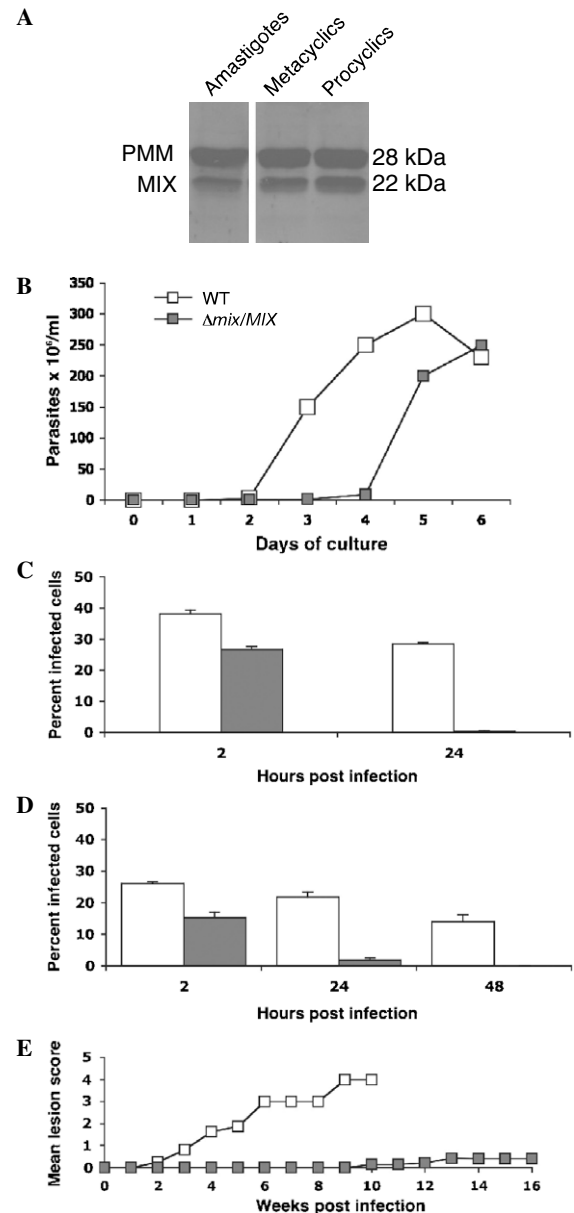 A
Amastigotes
Metacyclics
Procyclics
PMM
28 kDa
MIX
22 kDa
B
WT
Δmix/MIX
Parasites x 10⁶/ml
350
300
250
200
150
100
50
0
0 1 2 3 4 5 6
Days of culture
C
Percent infected cells
50
40
30
20
10
0
2 24
Hours post infection
D
Percent infected cells
50
40
30
20
10
0
2 24 48
Hours post infection
E
Mean lesion score
5
4
3
2
1
0
0 2 4 6 8 10 12 14 16
Weeks post infection